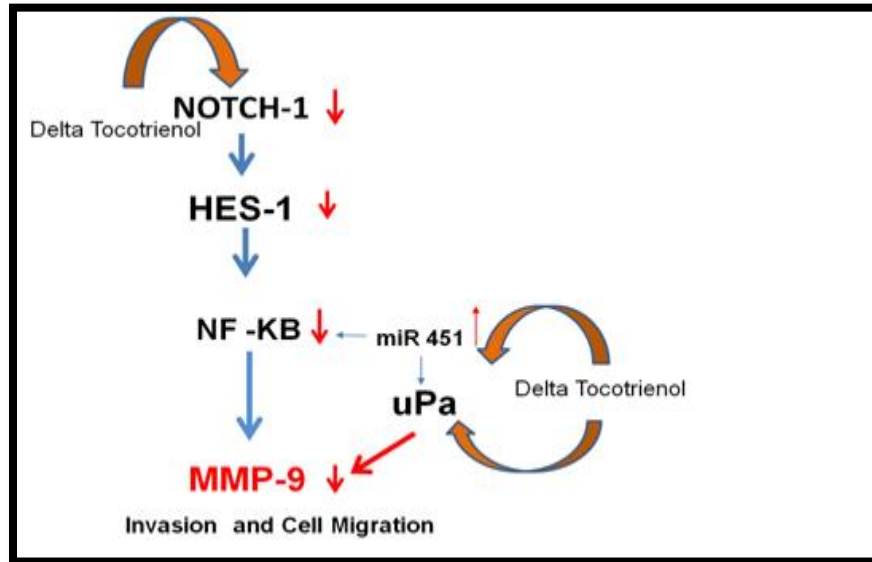 NOTCH-1
Delta Tocotrienol
HES-1
NF -KB
miR 451
Delta Tocotrienol
uPa
MMP-9
Invasion and Cell Migration